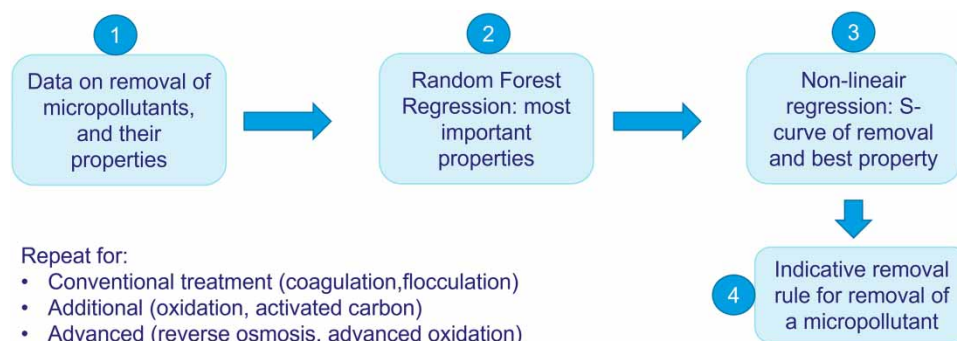 1
Data on removal of
micropollutants,
and their
properties
2
Random Forest
Regression: most
important
properties
3
Non-lineair
regression: S-
curve of removal
and best property
4
Indicative removal
rule for removal of
a micropollutant
Repeat for:
• Conventional treatment (coagulation,flocculation)
• Additional (oxidation, activated carbon)
• Advanced (reverse osmosis, advanced oxidation)